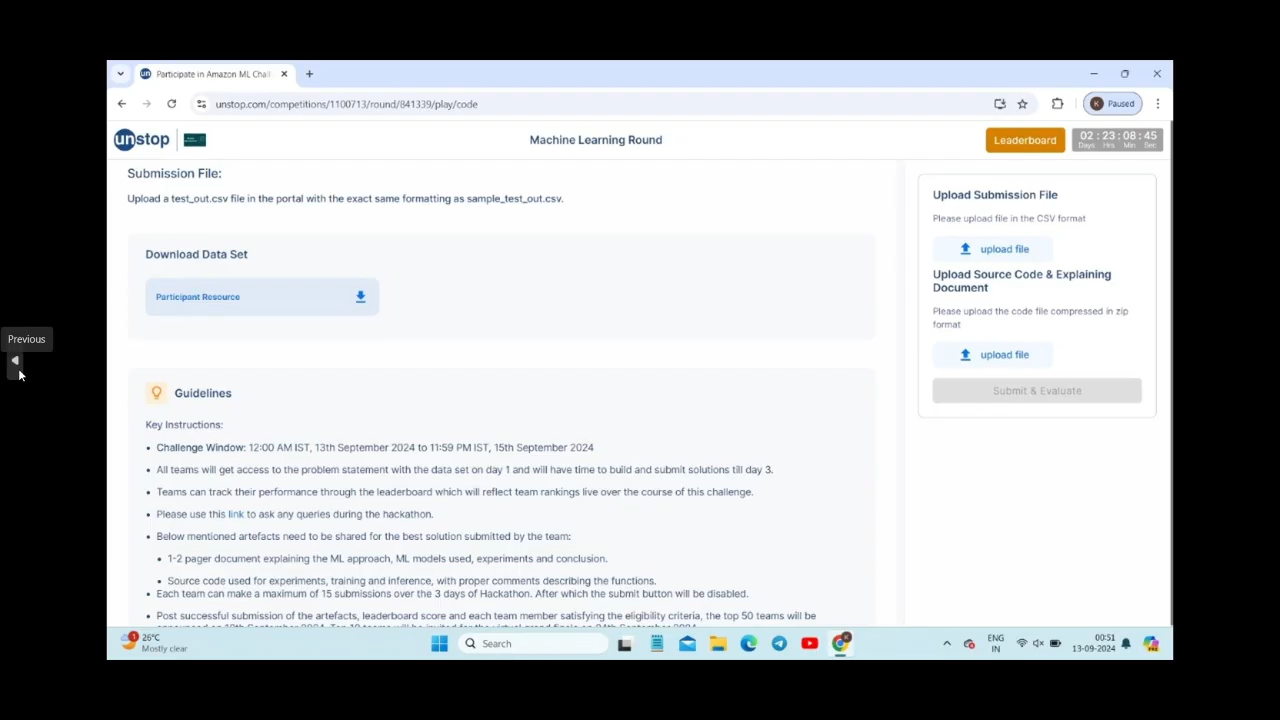 Participate in Amazon ML Chal
unstop.com/competitions/1100713/round/841339/play/code
K Paused
unstop
Machine Learning Round
Leaderboard
02 : 23 : 08 : 45
Days Hrs Min Sec
Submission File:
Upload a test_out.csv file in the portal with the exact same formatting as sample_test_out.csv.
Download Data Set
Participant Resource
Upload Submission File
Please upload file in the CSV format
upload file
Upload Source Code & Explaining
Document
Please upload the code file compressed in zip
format
upload file
Submit & Evaluate
Previous
Guidelines
Key Instructions:
• Challenge Window: 12:00 AM IST, 13th September 2024 to 11:59 PM IST, 15th September 2024
• All teams will get access to the problem statement with the data set on day 1 and will have time to build and submit solutions till day 3.
• Teams can track their performance through the leaderboard which will reflect team rankings live over the course of this challenge.
• Please use this link to ask any queries during the hackathon.
• Below mentioned artefacts need to be shared for the best solution submitted by the team:
• 1-2 pager document explaining the ML approach, ML models used, experiments and conclusion.
• Source code used for experiments, training and inference, with proper comments describing the functions.
• Each team can make a maximum of 15 submissions over the 3 days of Hackathon. After which the submit button will be disabled.
• Post successful submission of the artefacts, leaderboard score and each team member satisfying the eligibility criteria, the top 50 teams will be
1
26°C
Mostly clear
Search
ENG
IN
00:51
13-09-2024